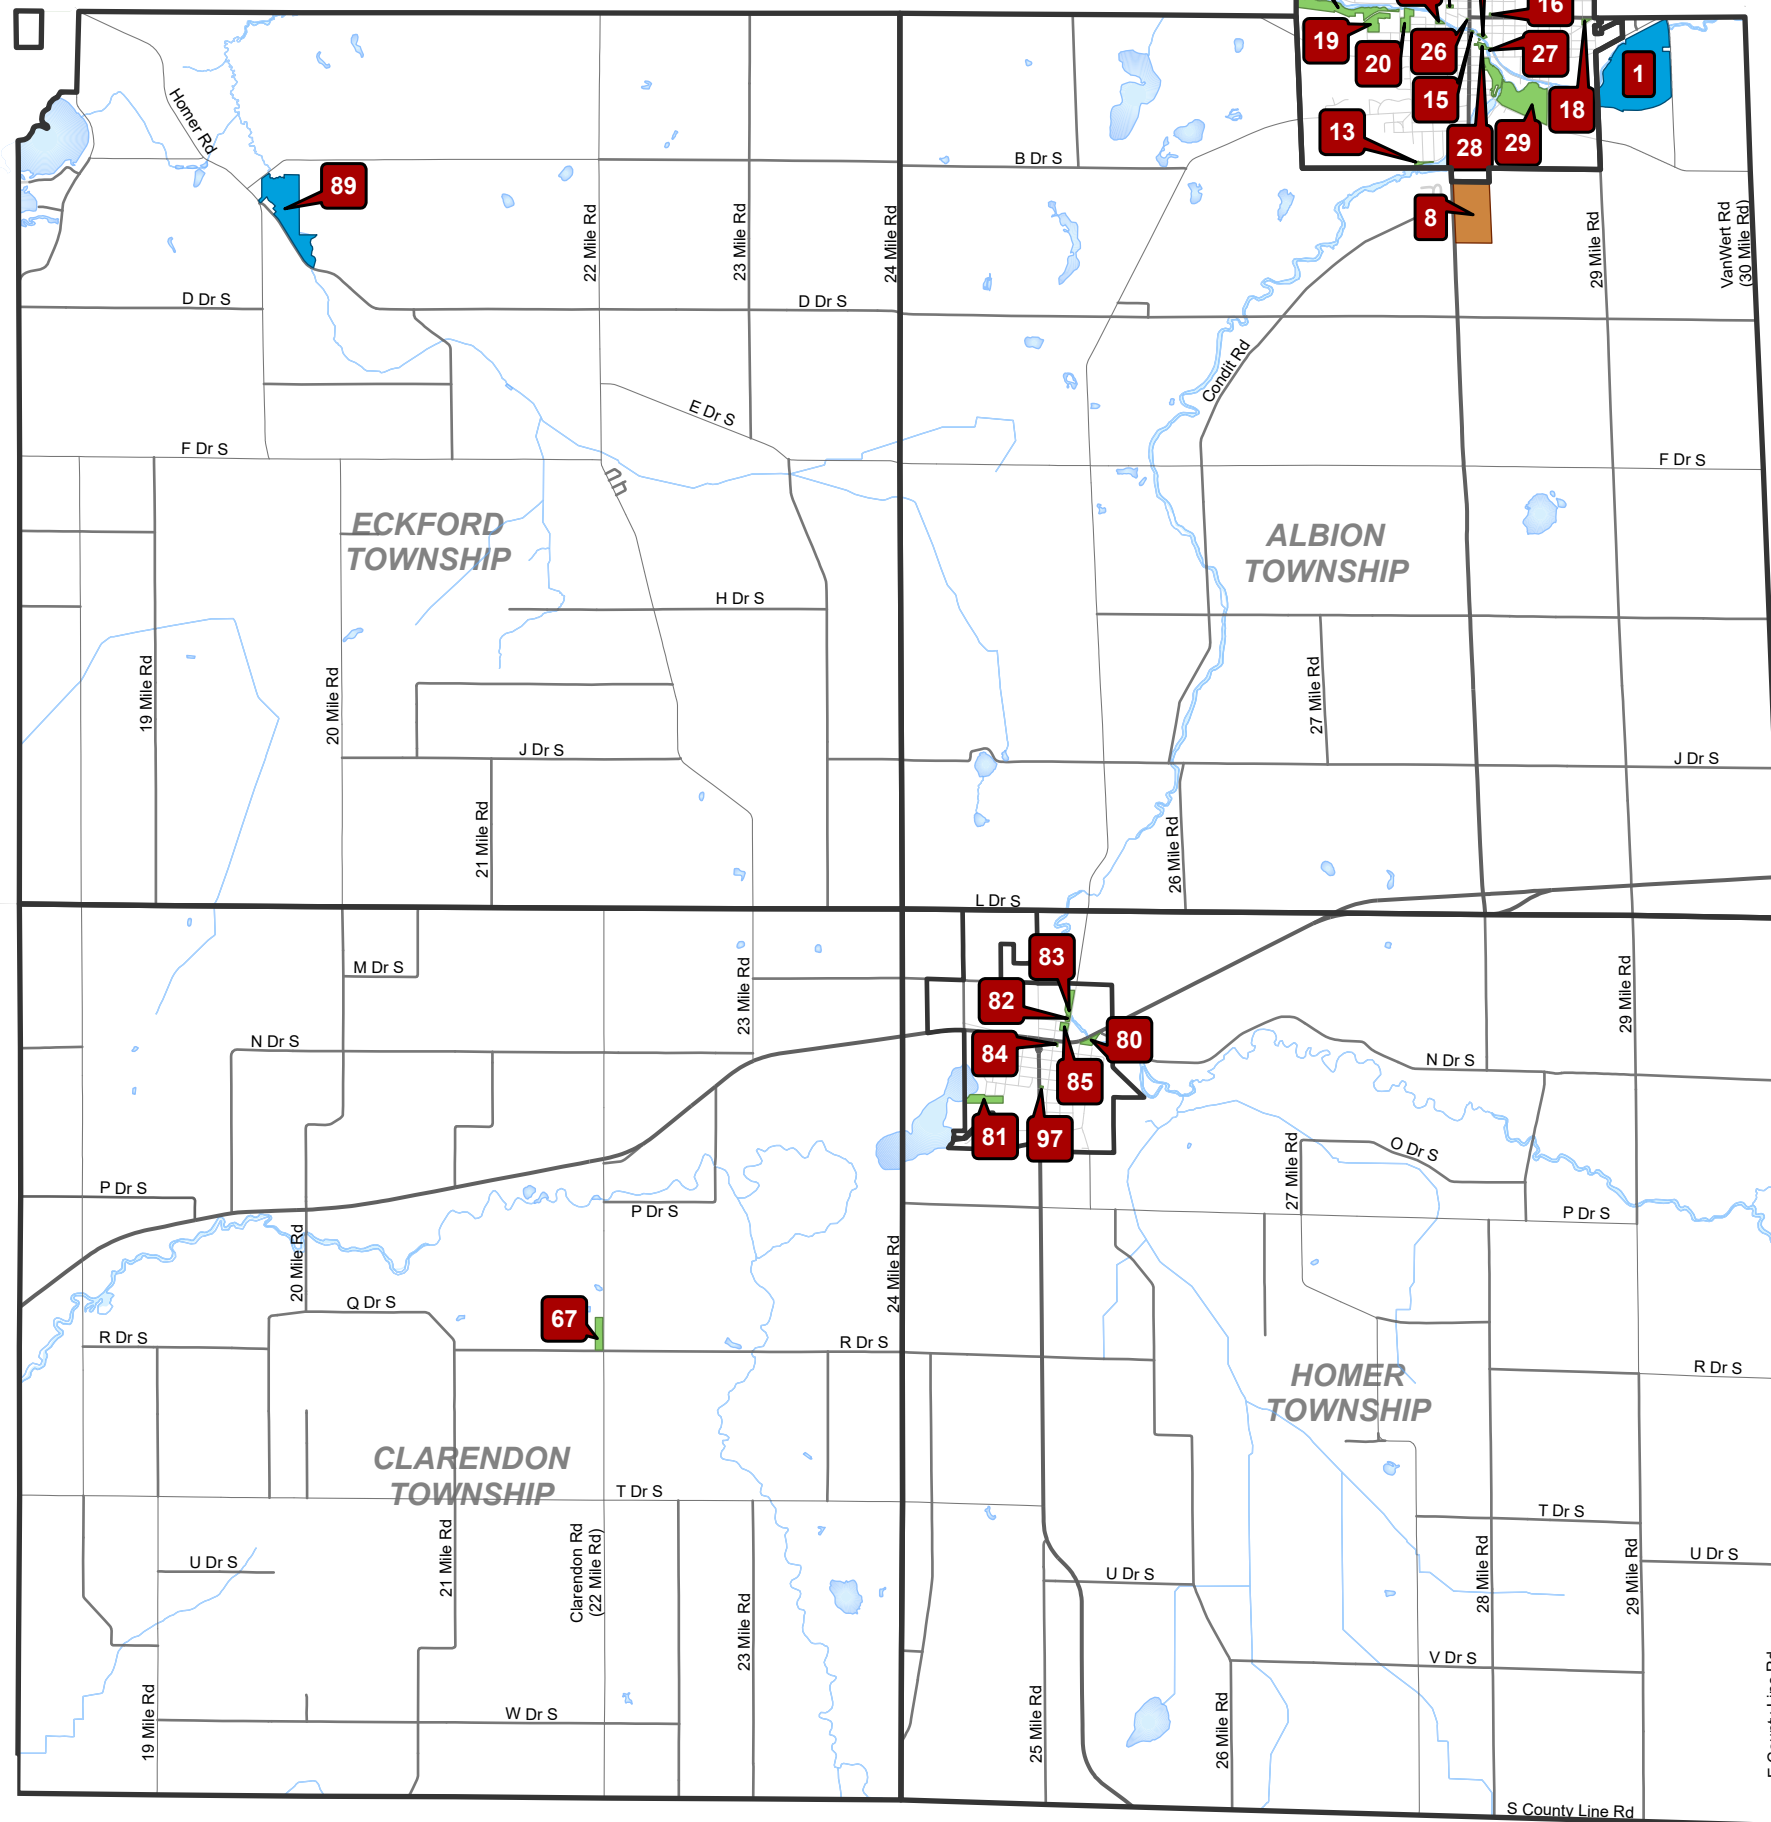 16
19
20
26
27
1
15
18
13
28
29
Homer Rd
B Dr S
89
8
22 Mile Rd
23 Mile Rd
24 Mile Rd
29 Mile Rd
VanWert Rd
(30 Mile Rd)
D Dr S
D Dr S
Condit Rd
E Dr S
F Dr S
F Dr S
ECKFORD
TOWNSHIP
ALBION
TOWNSHIP
H Dr S
19 Mile Rd
20 Mile Rd
27 Mile Rd
J Dr S
J Dr S
21 Mile Rd
26 Mile Rd
L Dr S
M Dr S
23 Mile Rd
83
82
84
80
85
81
97
29 Mile Rd
N Dr S
N Dr S
O Dr S
27 Mile Rd
P Dr S
P Dr S
P Dr S
20 Mile Rd
24 Mile Rd
Q Dr S
67
R Dr S
R Dr S
R Dr S
HOMER
TOWNSHIP
CLARENDON
TOWNSHIP
T Dr S
T Dr S
21 Mile Rd
Clarendon Rd
(22 Mile Rd)
U Dr S
U Dr S
U Dr S
28 Mile Rd
29 Mile Rd
23 Mile Rd
V Dr S
19 Mile Rd
W Dr S
25 Mile Rd
26 Mile Rd
S County Line Rd